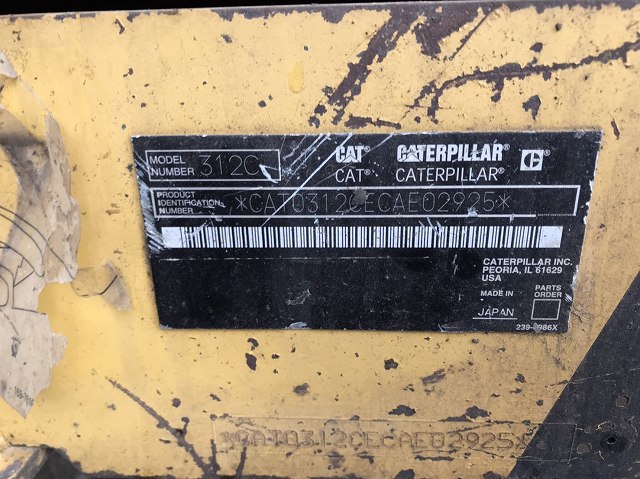 MODEL NUMBER 312C
CAT® CATERPILLAR® C
CAT® CATERPILLAR®
PRODUCT IDENTIFICATION NUMBER *CAT0312CECAE02925*
CATERPILLAR INC.
PEORIA, IL 61629
USA
MADE IN
JAPAN
PARTS ORDER
*CAT0312CECAE02925*